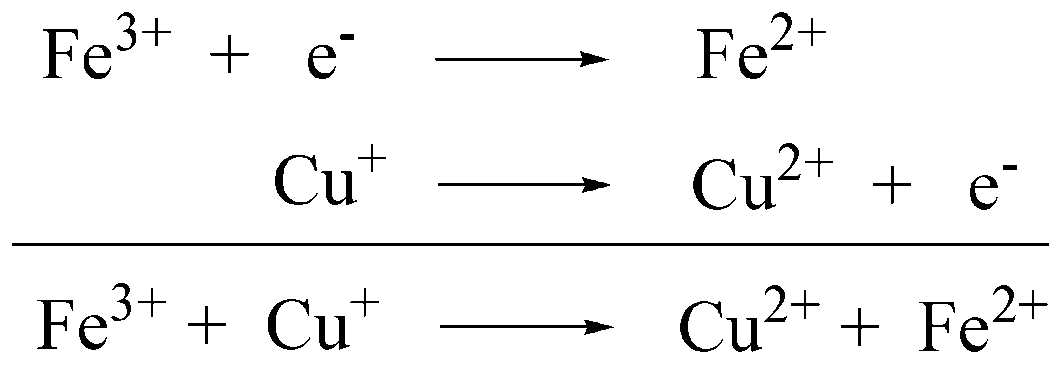 Fe³⁺ + e⁻ ⟶ Fe²⁺
Cu⁺ ⟶ Cu²⁺ + e⁻
Fe³⁺ + Cu⁺ ⟶ Cu²⁺ + Fe²⁺